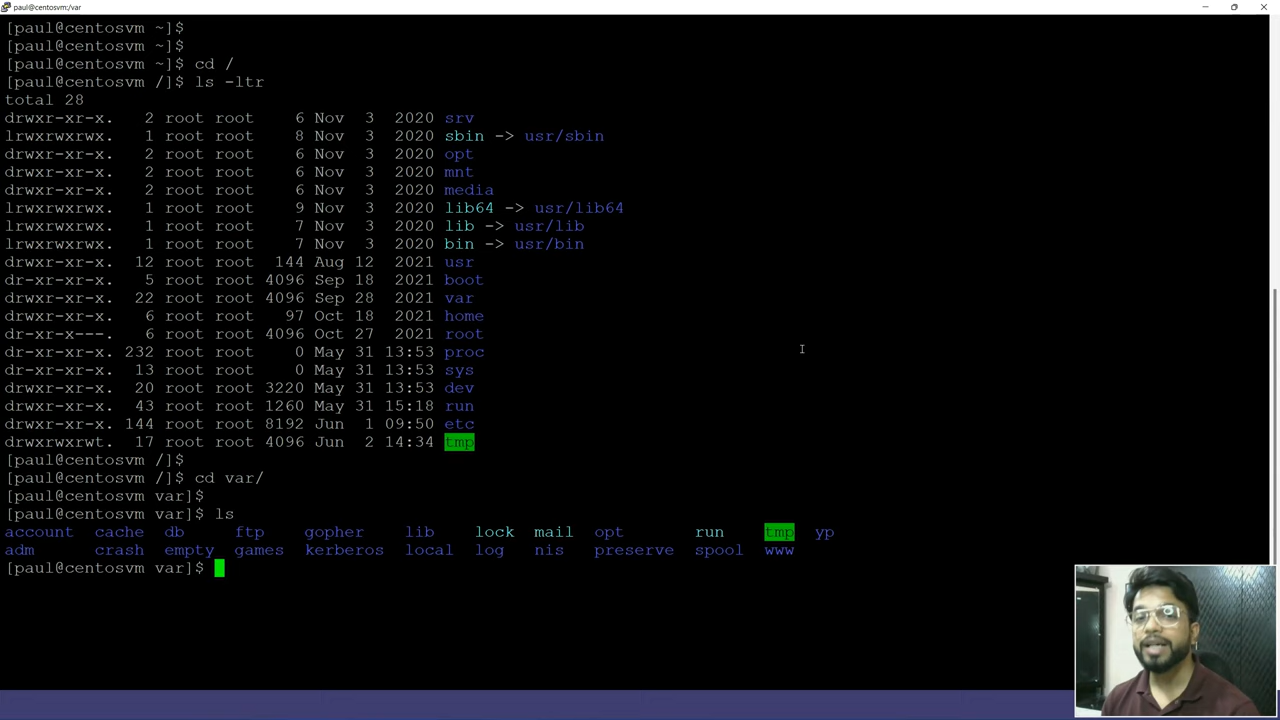 paul@centosvm:/var
[paul@centosvm ~]$
[paul@centosvm ~]$
[paul@centosvm ~]$ cd /
[paul@centosvm /]$ ls -ltr
total 28
drwxr-xr-x.   2 root root    6 Nov  3  2020 srv
lrwxrwxrwx.   1 root root    8 Nov  3  2020 sbin -> usr/sbin
drwxr-xr-x.   2 root root    6 Nov  3  2020 opt
drwxr-xr-x.   2 root root    6 Nov  3  2020 mnt
drwxr-xr-x.   2 root root    6 Nov  3  2020 media
lrwxrwxrwx.   1 root root    9 Nov  3  2020 lib64 -> usr/lib64
lrwxrwxrwx.   1 root root    7 Nov  3  2020 lib -> usr/lib
lrwxrwxrwx.   1 root root    7 Nov  3  2020 bin -> usr/bin
drwxr-xr-x.  12 root root  144 Aug 12  2021 usr
dr-xr-xr-x.   5 root root 4096 Sep 18  2021 boot
drwxr-xr-x.  22 root root 4096 Sep 28  2021 var
drwxr-xr-x.   6 root root   97 Oct 18  2021 home
dr-xr-x---.   6 root root 4096 Oct 27  2021 root
dr-xr-xr-x. 232 root root    0 May 31 13:53 proc
dr-xr-xr-x.  13 root root    0 May 31 13:53 sys
drwxr-xr-x.  20 root root 3220 May 31 13:53 dev
drwxr-xr-x.  43 root root 1260 May 31 15:18 run
drwxr-xr-x. 144 root root 8192 Jun  1 09:50 etc
drwxrwxrwt.  17 root root 4096 Jun  2 14:34 tmp
[paul@centosvm /]$
[paul@centosvm /]$ cd var/
[paul@centosvm var]$
[paul@centosvm var]$ ls
account  cache  db     ftp    gopher    lib    lock  mail  opt       run    tmp  yp
adm      crash  empty  games  kerberos  local  log   nis   preserve  spool  www
[paul@centosvm var]$